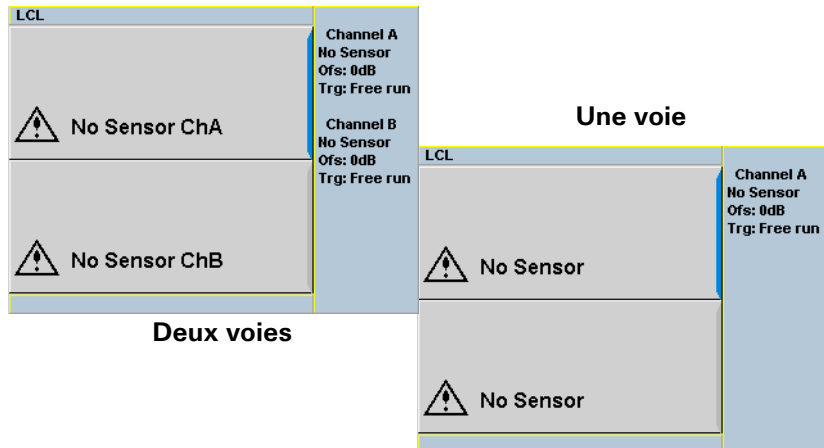 LCL
No Sensor ChA
No Sensor ChB
Channel A
No Sensor
Ofs: 0dB
Trg: Free run
Channel B
No Sensor
Ofs: 0dB
Trg: Free run
Deux voies
Une voie
LCL
No Sensor
No Sensor
Channel A
No Sensor
Ofs: 0dB
Trg: Free run